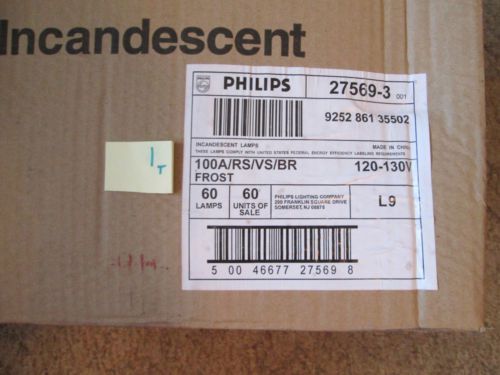 Incandescent
PHILIPS
27569-3 001
9252 861 35502
INCANDESCENT LAMPS
MADE IN CHIN
THESE LAMPS COMPLY WITH UNITED STATES FEDERAL ENERGY EFFICIENCY LABELING REQUIREMENTS
100A/RS/VS/BR
120-130V
FROST
60
LAMPS
60
UNITS OF
SALE
PHILIPS LIGHTING COMPANY
200 FRANKLIN SQUARE DRIVE
SOMERSET, NJ 08875
L9
5 00 46677 27569 8
1T